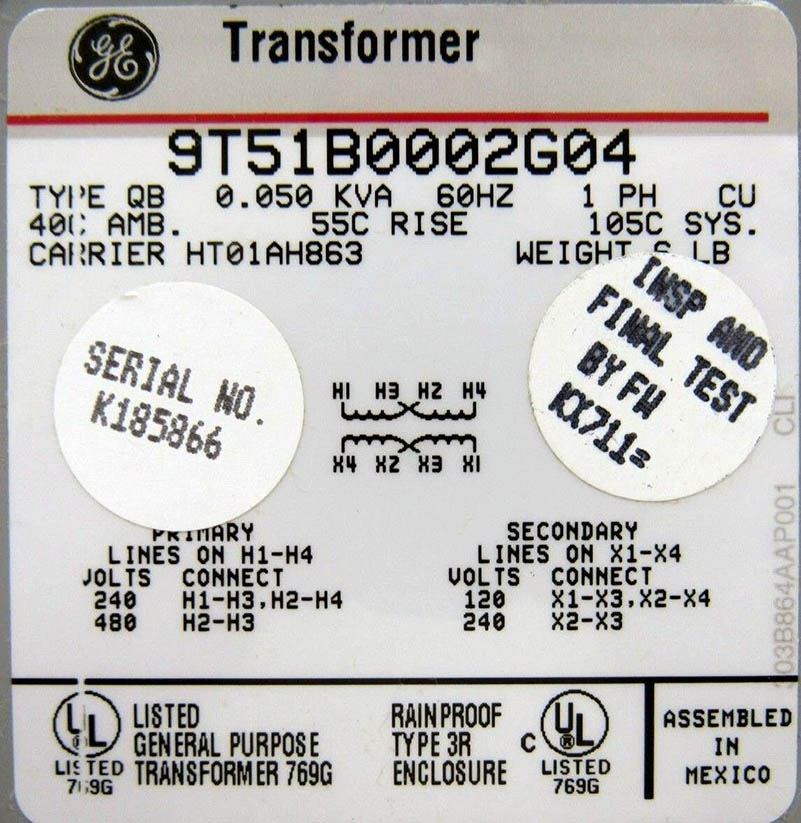 GE Transformer
9T51B0002G04
TYPE QB 0.050 KVA 60HZ 1 PH CU
40C AMB. 55C RISE 105C SYS.
CARRIER HT01AH863 WEIGHT LB
SERIAL NO.
K185866
INSP AND
FINAL TEST
BY FW
H1 H3 H2 H4
X4 X2 X3 X1
PRIMARY
LINES ON H1-H4
VOLTS CONNECT
240 H1-H3,H2-H4
480 H2-H3
SECONDARY
LINES ON X1-X4
VOLTS CONNECT
120 X1-X3,X2-X4
240 X2-X3
CLI
UL
LISTED
769G
LISTED
GENERAL PURPOSE
TRANSFORMER 769G
RAINPROOF
TYPE 3R
ENCLOSURE
C UL ®
LISTED
769G
ASSEMBLED
IN
MEXICO